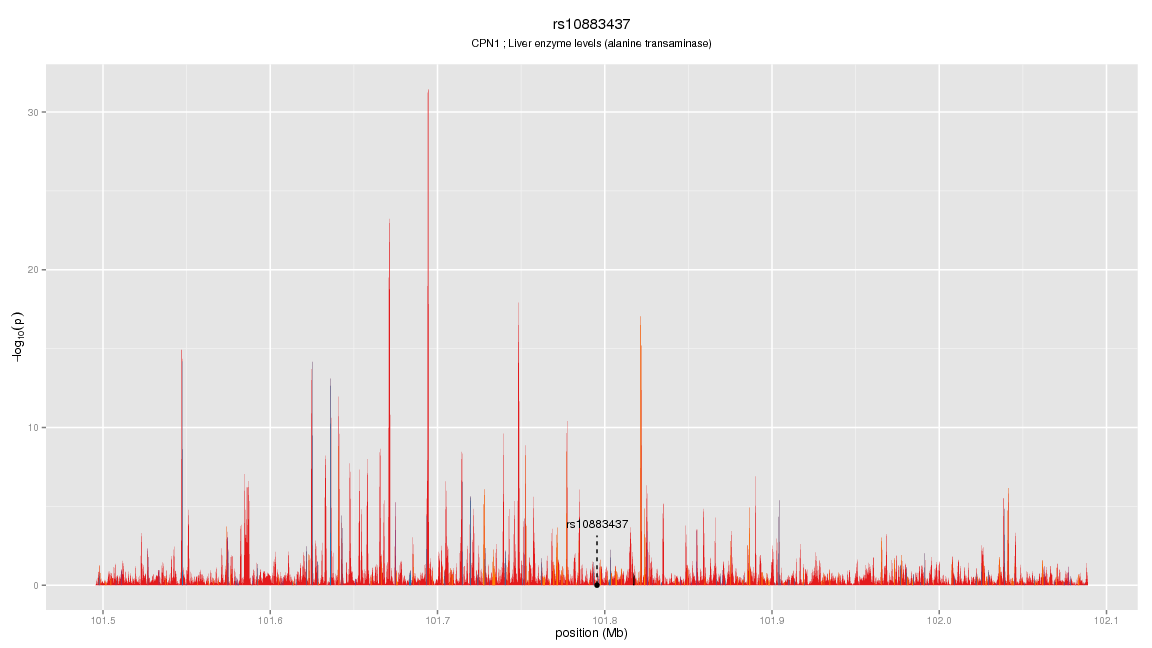 rs10883437
CPN1 ; Liver enzyme levels (alanine transaminase)
30
20
10
0
−log10(p)
rs10883437
101.5 101.6 101.7 101.8 101.9 102.0 102.1
position (Mb)